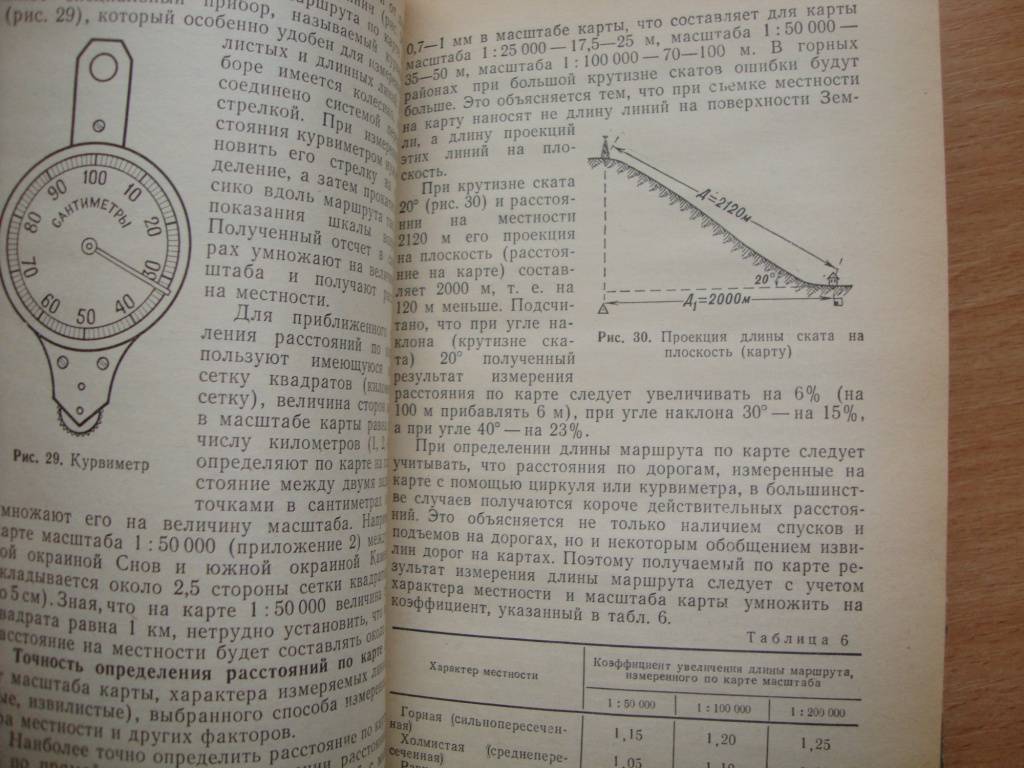 специальный прибор, называемый
(рис. 29), который особенно удобен для
листых и длинных линий
боре имеется колесико,
соединено системой
стрелкой. При
стояния курвиметром
новить его стрелку на
деление, а затем
сико вдоль маршрута
показания шкалы
Полученный отсчет в
рах умножают на
штаба и получают
на местности.
Для приближенного
ления расстояний по
пользуют имеющуюся
сетку квадратов
сетку), величина сторон
в масштабе карты
числу километров (1, 2
определяют по карте на
стояние между двумя
точками в сантиметрах
100
10
20
30
40
50
60
70
80
90
САНТИМЕТРЫ
Рис. 29. Курвиметр
множают его на величину масштаба.
карте масштаба 1 : 50 000 (приложение 2)
ой окраиной Снов и южной окраиной
кладывается около 2,5 стороны сетки
5 см). Зная, что на карте 1 : 50 000 величина
вадрата равна 1 км, нетрудно установить, что
асстояние на местности будет составлять
Точность определения расстояний по карте
масштаба карты, характера измеряемых
ые, извилистые), выбранного способа
ра местности и других факторов.
Наиболее точно определить расстояние по
0,7—1 мм в масштабе карты, что составляет для карты
масштаба 1 : 25 000 — 17,5—25 м, масштаба 1 : 50 000 —
35—50 м, масштаба 1 : 100 000 — 70—100 м. В горных
районах при большой крутизне скатов ошибки будут
больше. Это объясняется тем, что при съемке местности
на карту наносят не длину линий на поверхности Зем-
ли, а длину проекций
этих линий на пло-
скость.
При крутизне ската
20° (рис. 30) и расстоя-
нии на местности
2120 м его проекция
на плоскость (расстоя-
ние на карте) состав-
ляет 2000 м, т. е. на
120 м меньше. Подсчи-
тано, что при угле на-
клона (крутизне ска-
та) 20° полученный
результат измерения
Д=2120м
20°
Д₁=2000м
Рис. 30. Проекция длины ската на
плоскость (карту)
расстояния по карте следует увеличивать на 6% (на
100 м прибавлять 6 м), при угле наклона 30° — на 15%,
а при угле 40° — на 23%.
При определении длины маршрута по карте следует
учитывать, что расстояния по дорогам, измеренные на
карте с помощью циркуля или курвиметра, в большинст-
ве случаев получаются короче действительных расстоя-
ний. Это объясняется не только наличием спусков и
подъемов на дорогах, но и некоторым обобщением изви-
лин дорог на картах. Поэтому получаемый по карте ре-
зультат измерения длины маршрута следует с учетом
характера местности и масштаба карты умножить на
коэффициент, указанный в табл. 6.
Таблица 6
Характер местности
Коэффициент увеличения длины маршрута,
измеренного по карте масштаба
1 : 50 000 1 : 100 000 1 : 200 000
Горная (сильнопересечен-
ная) 1,15 1,20 1,25
Холмистая (среднепере-
сеченная) 1,05